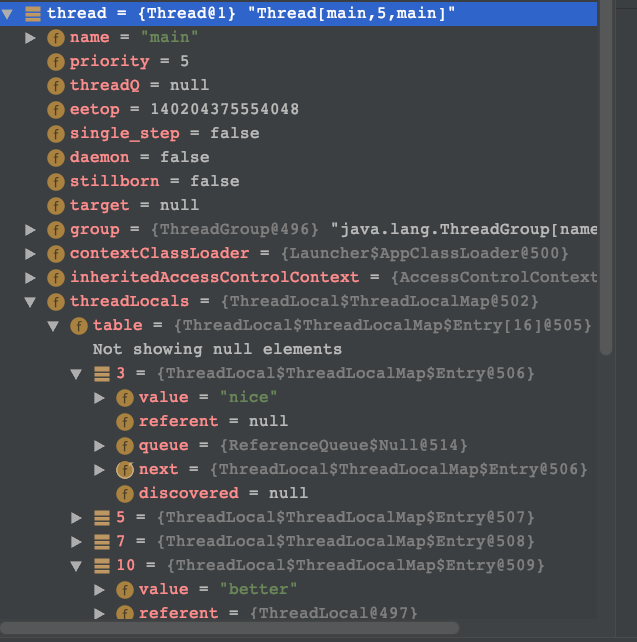 thread = {Thread@1} "Thread[main,5,main]"
f name = "main"
f priority = 5
f threadQ = null
f eetop = 140204375554048
f single_step = false
f daemon = false
f stillborn = false
f target = null
f group = {ThreadGroup@496} "java.lang.ThreadGroup[name
f contextClassLoader = {Launcher$AppClassLoader@500}
f inheritedAccessControlContext = {AccessControlContext
f threadLocals = {ThreadLocal$ThreadLocalMap@502}
f table = {ThreadLocal$ThreadLocalMap$Entry[16]@505}
Not showing null elements
3 = {ThreadLocal$ThreadLocalMap$Entry@506}
f value = "nice"
f referent = null
f queue = {ReferenceQueue$Null@514}
f next = {ThreadLocal$ThreadLocalMap$Entry@506}
f discovered = null
5 = {ThreadLocal$ThreadLocalMap$Entry@507}
7 = {ThreadLocal$ThreadLocalMap$Entry@508}
10 = {ThreadLocal$ThreadLocalMap$Entry@509}
f value = "better"
f referent = {ThreadLocal@497}